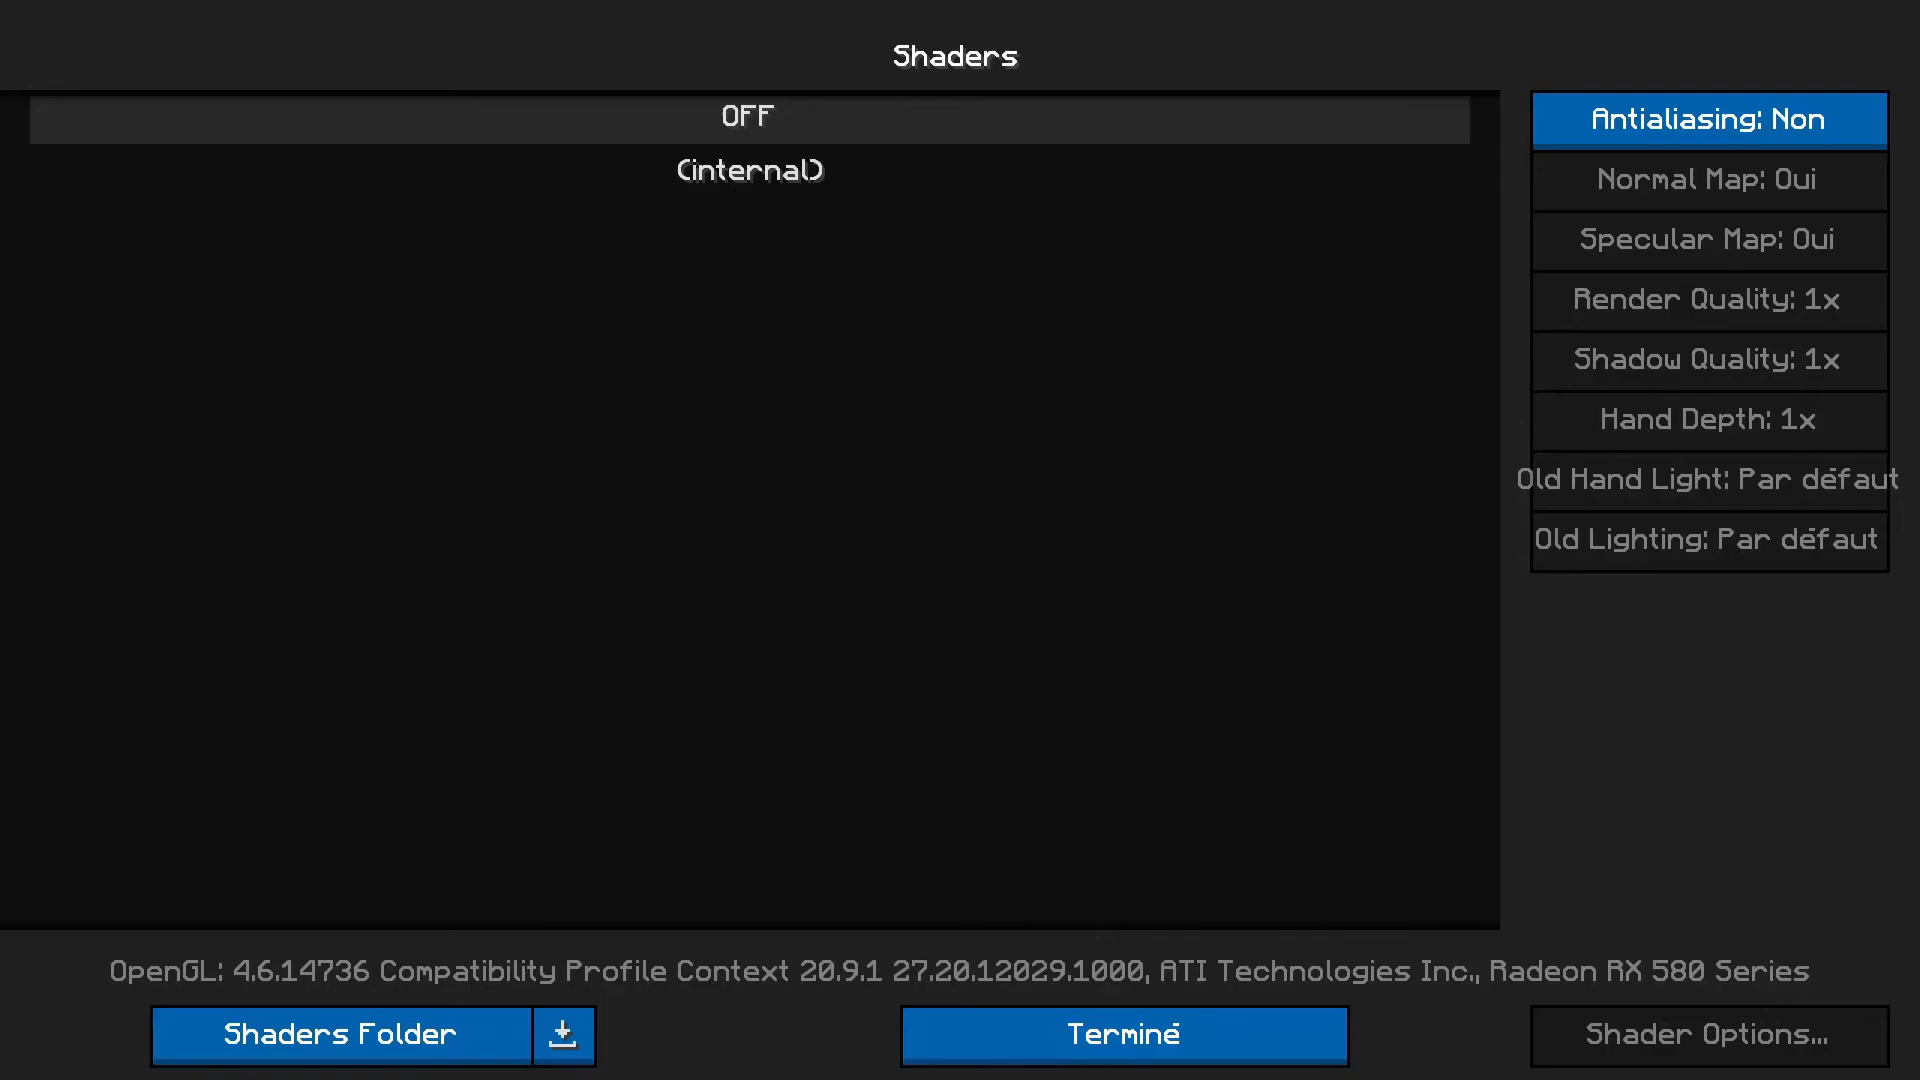 Shaders
OFF
(internal)
Antialiasing: Non
Normal Map: Oui
Specular Map: Oui
Render Quality: 1x
Shadow Quality: 1x
Hand Depth: 1x
Old Hand Light: Par défaut
Old Lighting: Par défaut
OpenGL: 4.6.14736 Compatibility Profile Context 20.9.1 27.20.12029.1000, ATI Technologies Inc., Radeon RX 580 Series
Shaders Folder
Terminé
Shader Options...